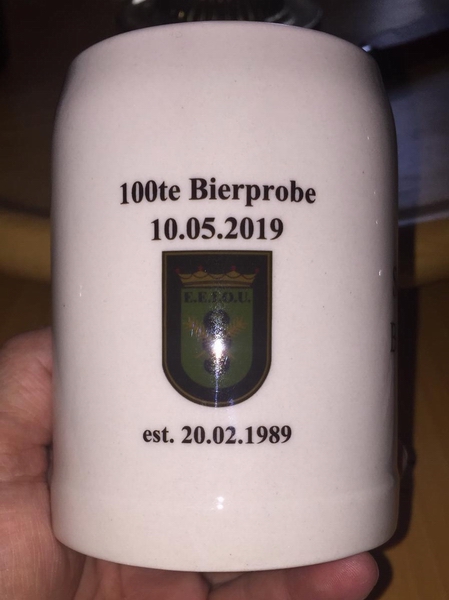 100te Bierprobe
10.05.2019
E.E.I.O.U.
est. 20.02.1989